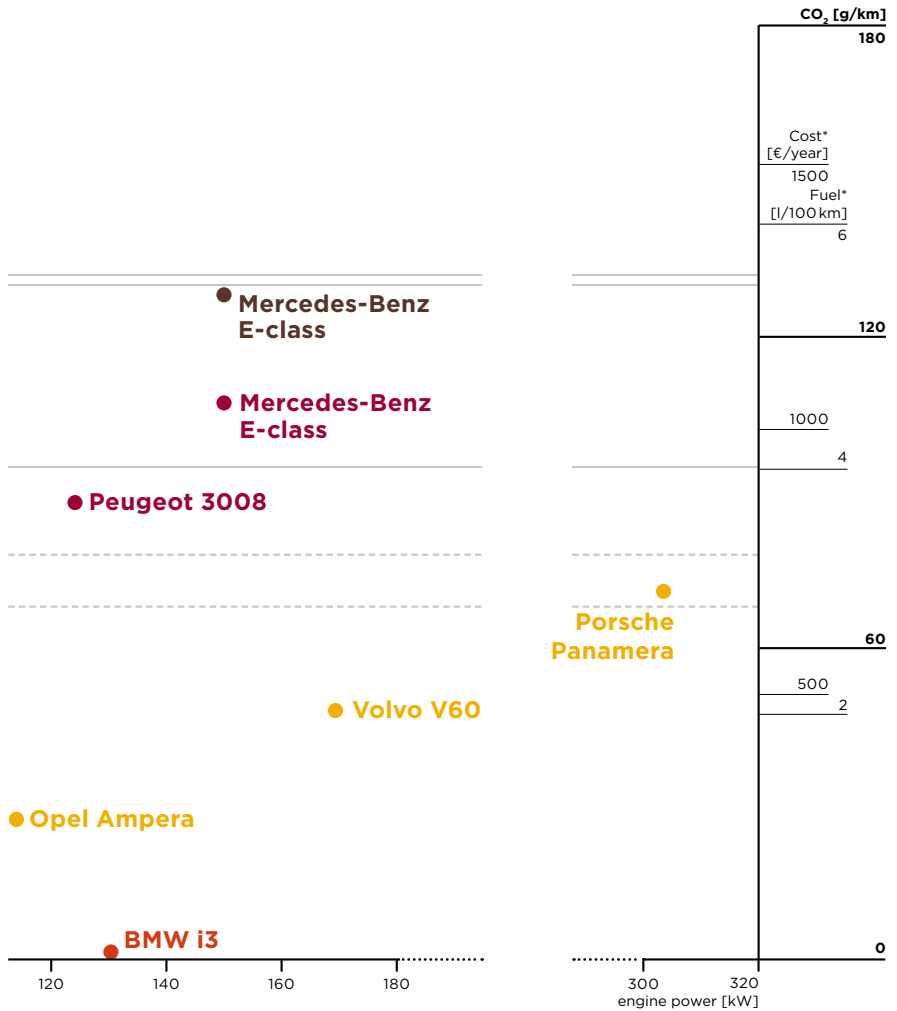 CO₂ [g/km]
180
Cost*
[€/year]
1500
Fuel*
[l/100 km]
6
Mercedes-Benz
E-class
120
Mercedes-Benz
E-class
1000
4
Peugeot 3008
Porsche
Panamera
60
500
2
Volvo V60
Opel Ampera
BMW i3
0
120 140 160 180 300 320
engine power [kW]